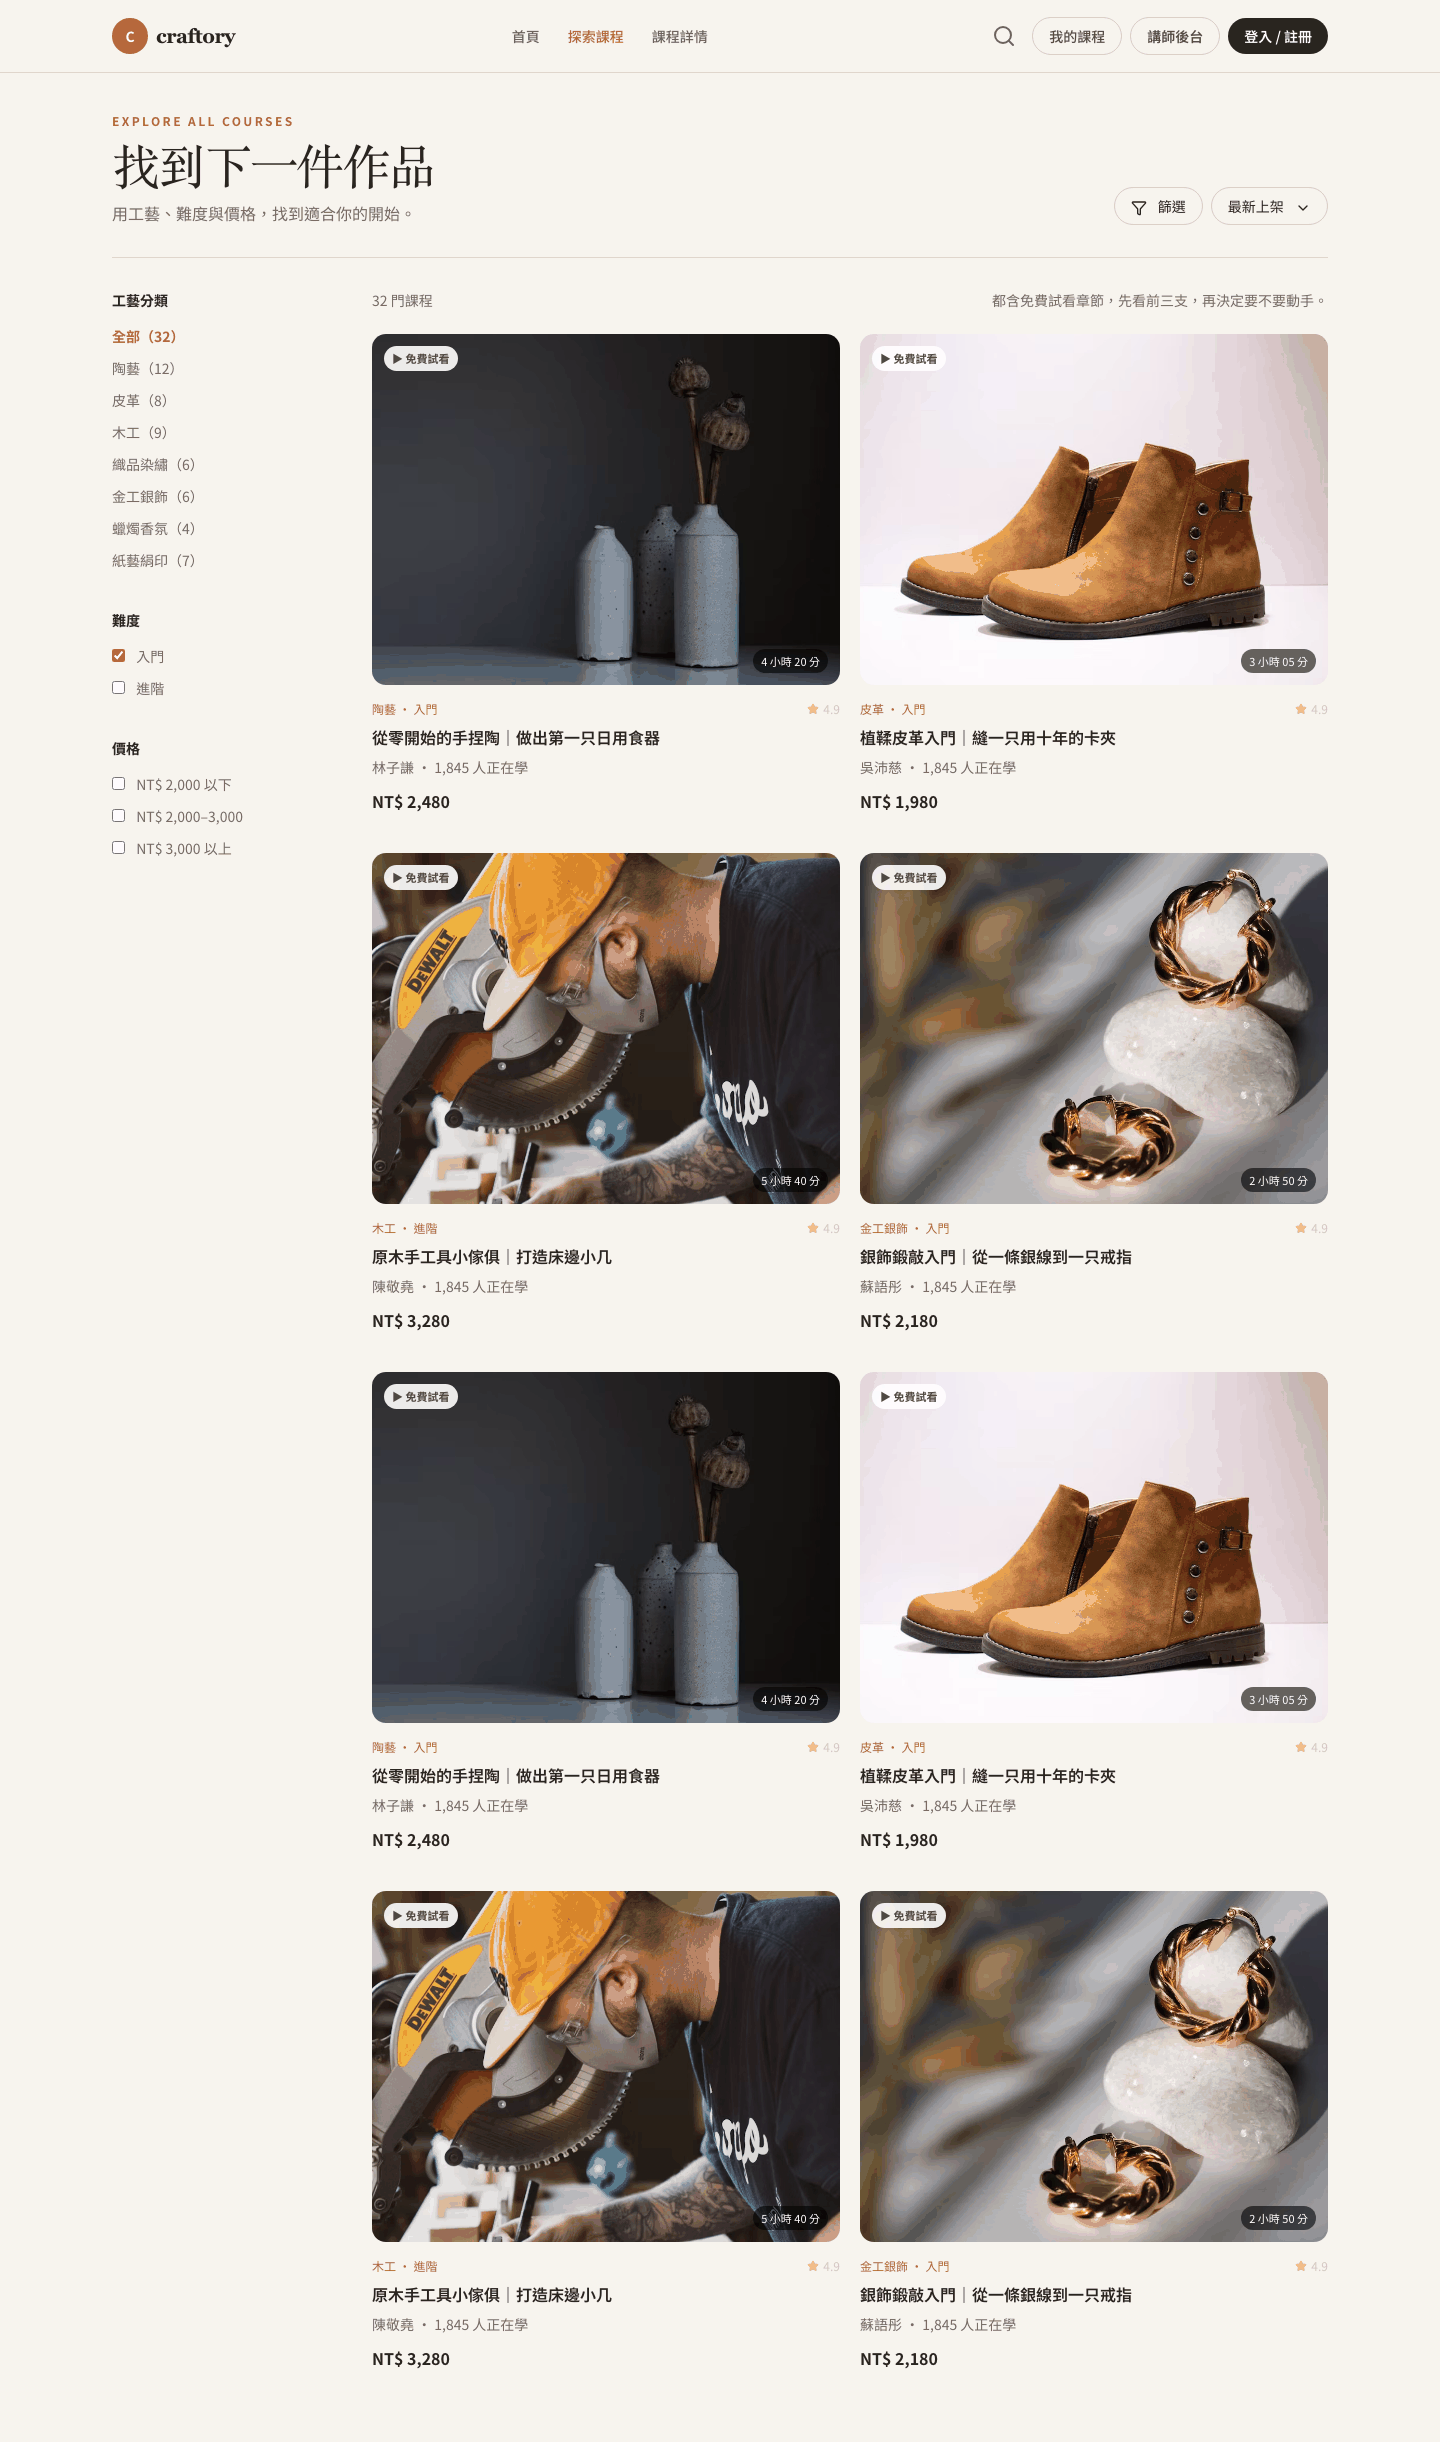 C craftory 首頁 探索課程 課程詳情 我的課程 講師後台 登入 / 註冊
EXPLORE ALL COURSES
找到下一件作品
用工藝、難度與價格，找到適合你的開始。
篩選 最新上架
工藝分類
全部（32）
陶藝（12）
皮革（8）
木工（9）
織品染繡（6）
金工銀飾（6）
蠟燭香氛（4）
紙藝絹印（7）
難度
入門
進階
價格
NT$ 2,000 以下
NT$ 2,000–3,000
NT$ 3,000 以上
32 門課程 都含免費試看章節，先看前三支，再決定要不要動手。
▶ 免費試看
4 小時 20 分
陶藝 · 入門 ★ 4.9
從零開始的手捏陶｜做出第一只日用食器
林子謙 · 1,845 人正在學
NT$ 2,480
▶ 免費試看
3 小時 05 分
皮革 · 入門 ★ 4.9
植鞣皮革入門｜縫一只用十年的卡夾
吳沛慈 · 1,845 人正在學
NT$ 1,980
▶ 免費試看
DEWALT
5 小時 40 分
木工 · 進階 ★ 4.9
原木手工具小傢俱｜打造床邊小几
陳敬堯 · 1,845 人正在學
NT$ 3,280
▶ 免費試看
2 小時 50 分
金工銀飾 · 入門 ★ 4.9
銀飾鍛敲入門｜從一條銀線到一只戒指
蘇語彤 · 1,845 人正在學
NT$ 2,180
▶ 免費試看
4 小時 20 分
陶藝 · 入門 ★ 4.9
從零開始的手捏陶｜做出第一只日用食器
林子謙 · 1,845 人正在學
NT$ 2,480
▶ 免費試看
3 小時 05 分
皮革 · 入門 ★ 4.9
植鞣皮革入門｜縫一只用十年的卡夾
吳沛慈 · 1,845 人正在學
NT$ 1,980
▶ 免費試看
DEWALT
5 小時 40 分
木工 · 進階 ★ 4.9
原木手工具小傢俱｜打造床邊小几
陳敬堯 · 1,845 人正在學
NT$ 3,280
▶ 免費試看
2 小時 50 分
金工銀飾 · 入門 ★ 4.9
銀飾鍛敲入門｜從一條銀線到一只戒指
蘇語彤 · 1,845 人正在學
NT$ 2,180